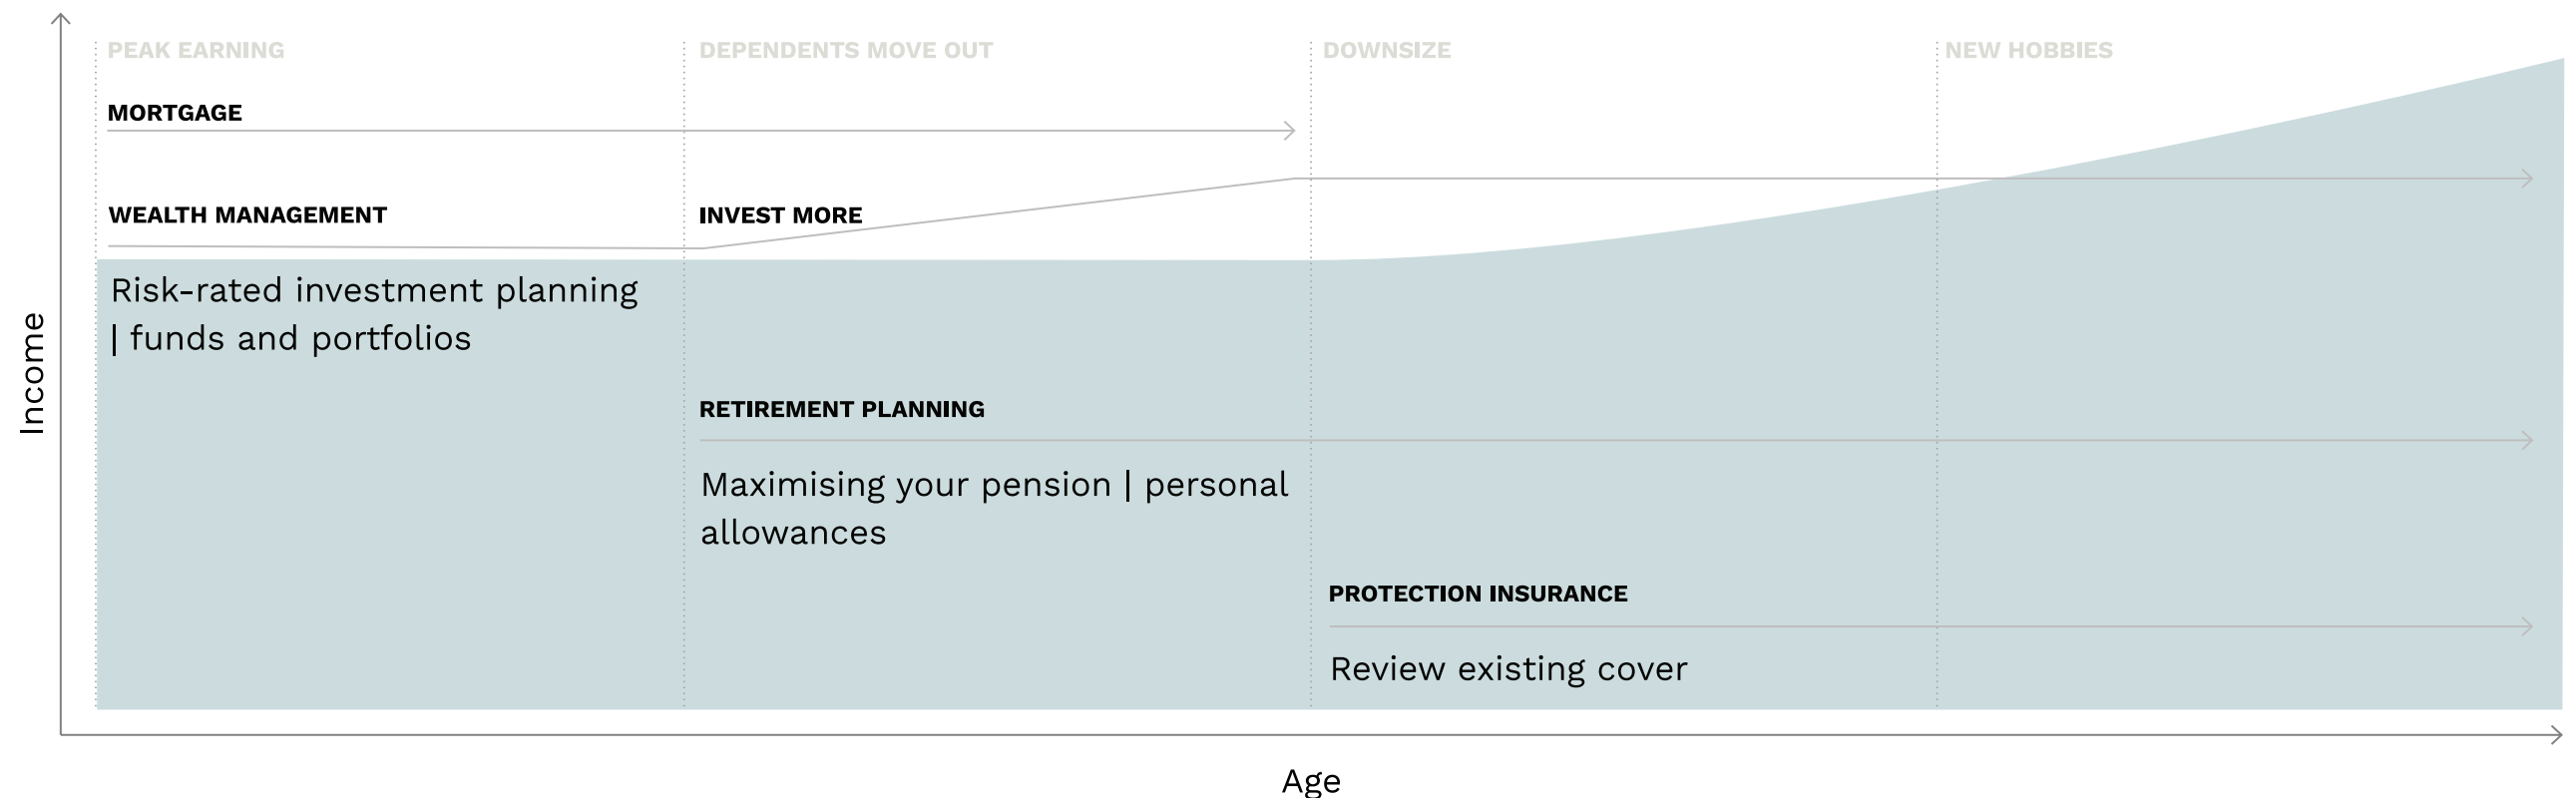 PEAK EARNING
DEPENDENTS MOVE OUT
DOWNSIZE
NEW HOBBIES
MORTGAGE
WEALTH MANAGEMENT
INVEST MORE
Risk-rated investment planning
| funds and portfolios
RETIREMENT PLANNING
Maximising your pension | personal
allowances
PROTECTION INSURANCE
Review existing cover
Income
Age